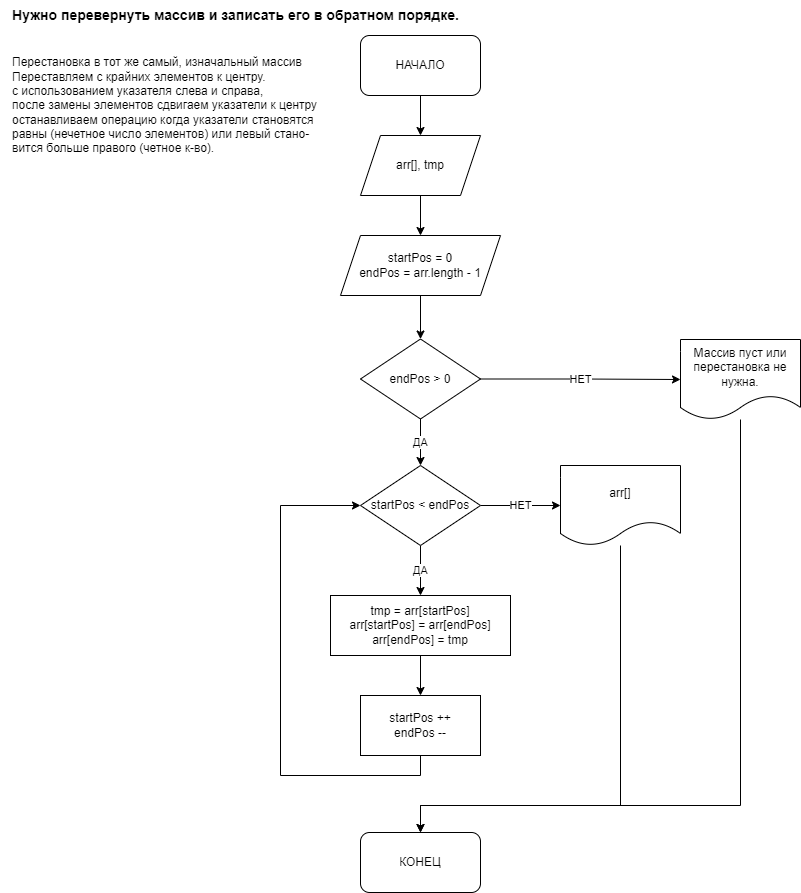 Нужно перевернуть массив и записать его в обратном порядке.
Перестановка в тот же самый, изначальный массив
Переставляем с крайних элементов к центру.
с использованием указателя слева и справа,
после замены элементов сдвигаем указатели к центру
останавливаем операцию когда указатели становятся
равны (нечетное число элементов) или левый стано-
вится больше правого (четное к-во).
НАЧАЛО
arr[], tmp
startPos = 0
endPos = arr.length - 1
endPos > 0
НЕТ
Массив пуст или
перестановка не
нужна.
ДА
startPos < endPos
НЕТ
arr[]
ДА
tmp = arr[startPos]
arr[startPos] = arr[endPos]
arr[endPos] = tmp
startPos ++
endPos --
КОНЕЦ